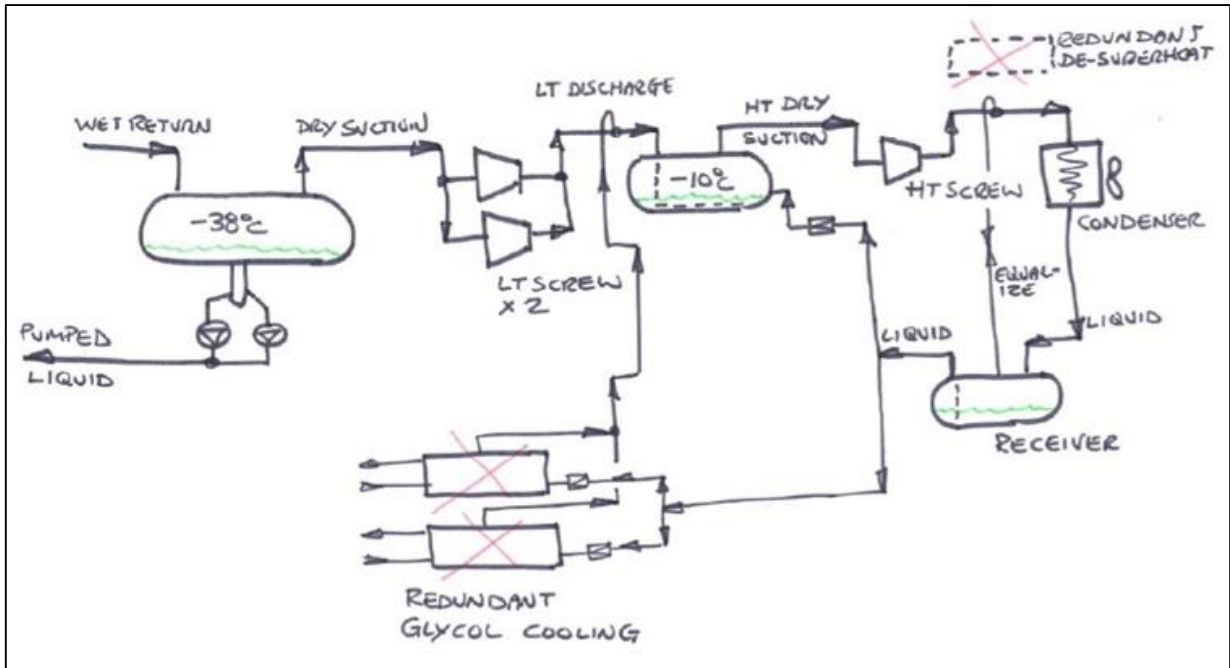 REDUNDANT
DE-SUPERHEAT
LT DISCHARGE
WET RETURN
DRY SUCTION
HT DRY
SUCTION
-38°C
-10°C
HT SCREW
CONDENSER
LT SCREW
X 2
EQUAL-
IZE
PUMPED
LIQUID
LIQUID
LIQUID
RECEIVER
REDUNDANT
GLYCOL COOLING